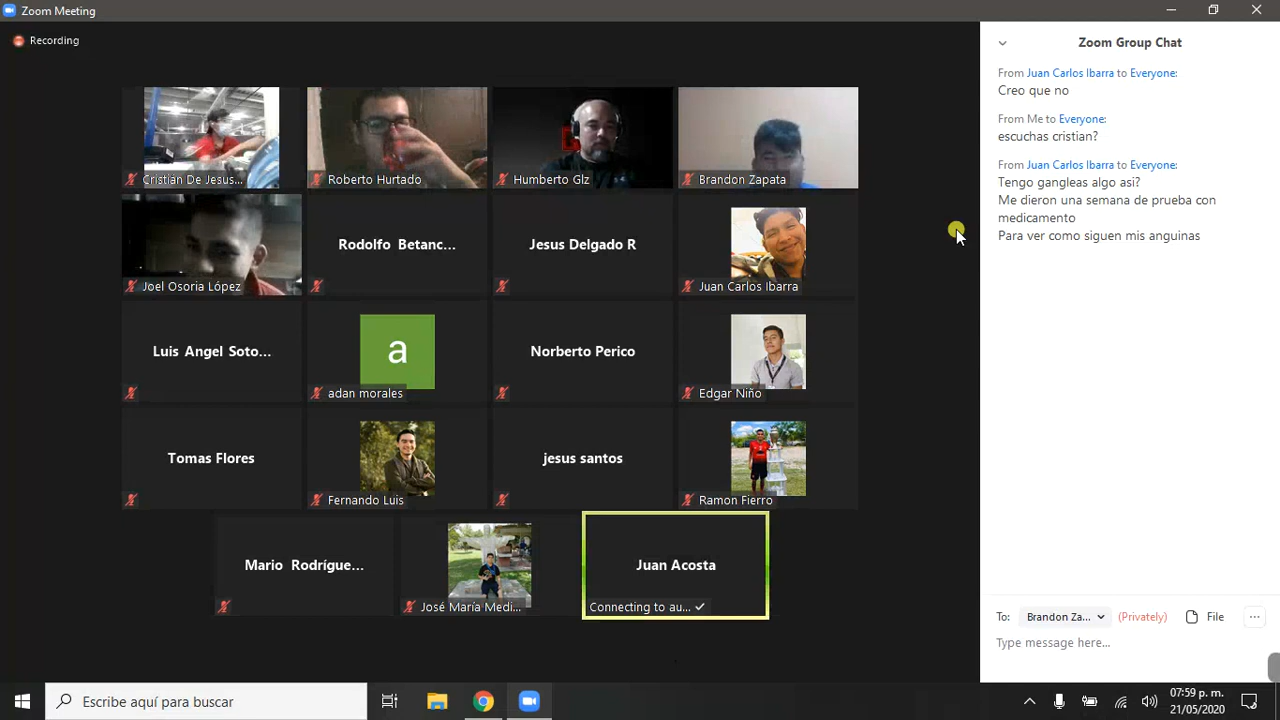 Zoom Meeting
Recording
Cristian De Jesus...
Roberto Hurtado
Humberto Glz
Brandon Zapata
Joel Osoria López
Rodolfo Betanc...
Jesus Delgado R
Juan Carlos Ibarra
Luis Angel Soto...
a
adan morales
Norberto Perico
Edgar Niño
Tomas Flores
Fernando Luis
jesus santos
Ramon Fierro
Mario Rodrígue...
José María Medi...
Juan Acosta
Connecting to au...
Zoom Group Chat
From Juan Carlos Ibarra to Everyone:
Creo que no
From Me to Everyone:
escuchas cristian?
From Juan Carlos Ibarra to Everyone:
Tengo gangleas algo asi?
Me dieron una semana de prueba con
medicamento
Para ver como siguen mis anguinas
To: Brandon Za... (Privately) File ...
Type message here...
Escribe aquí para buscar
07:59 p. m.
21/05/2020